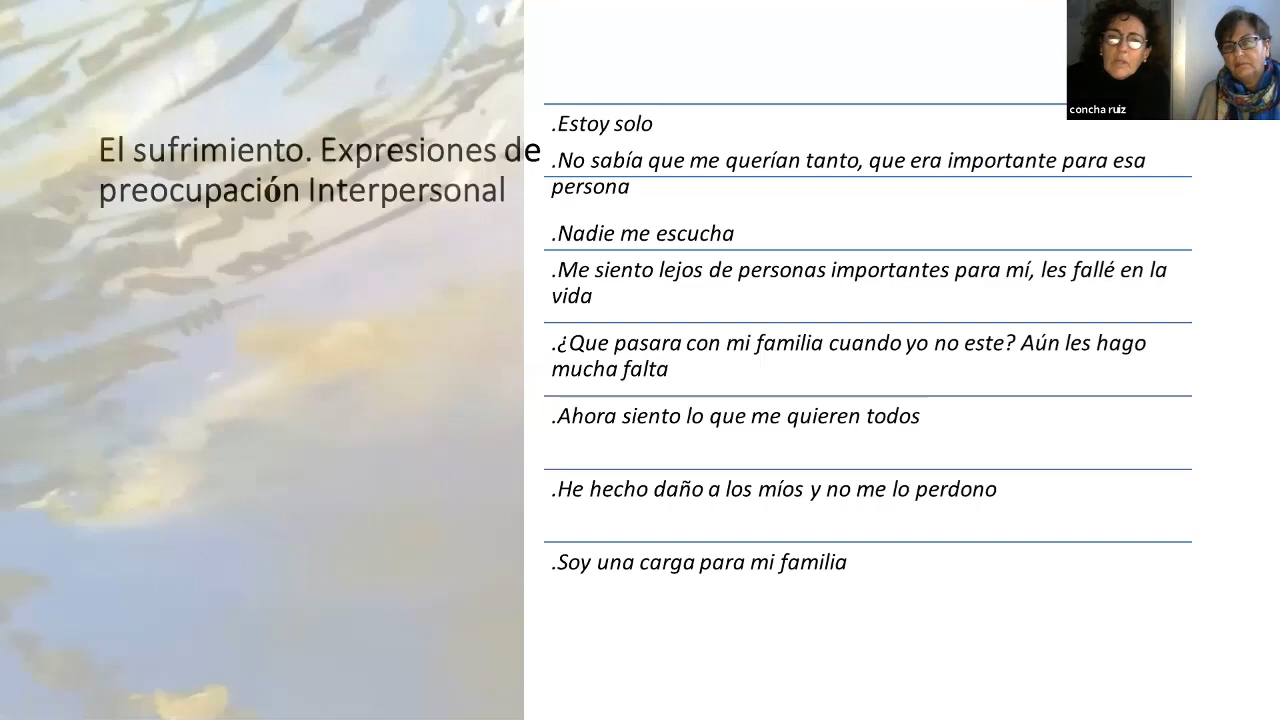 El sufrimiento. Expresiones de
preocupación Interpersonal
.Estoy solo
.No sabía que me querían tanto, que era importante para esa
persona
.Nadie me escucha
.Me siento lejos de personas importantes para mí, les fallé en la
vida
.¿Que pasara con mi familia cuando yo no este? Aún les hago
mucha falta
.Ahora siento lo que me quieren todos
.He hecho daño a los míos y no me lo perdono
.Soy una carga para mi familia
concha ruiz